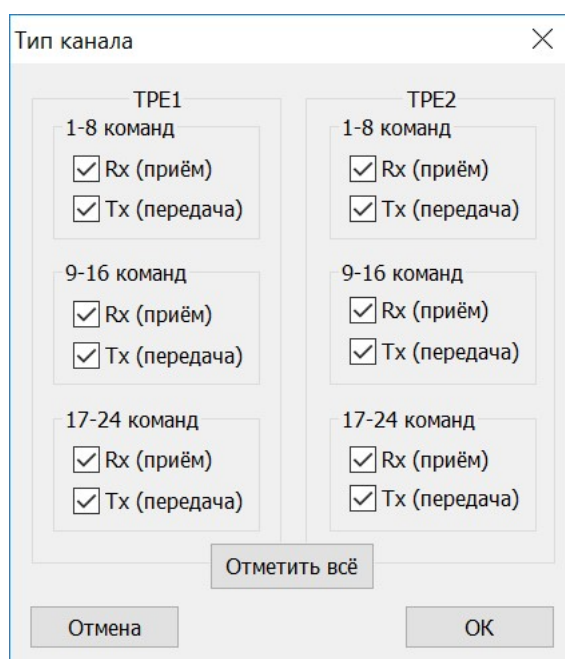 Тип канала
TPE1
1-8 команд
Rx (приём)
Tx (передача)
9-16 команд
Rx (приём)
Tx (передача)
17-24 команд
Rx (приём)
Tx (передача)
TPE2
1-8 команд
Rx (приём)
Tx (передача)
9-16 команд
Rx (приём)
Tx (передача)
17-24 команд
Rx (приём)
Tx (передача)
Отметить всё
Отмена
OK